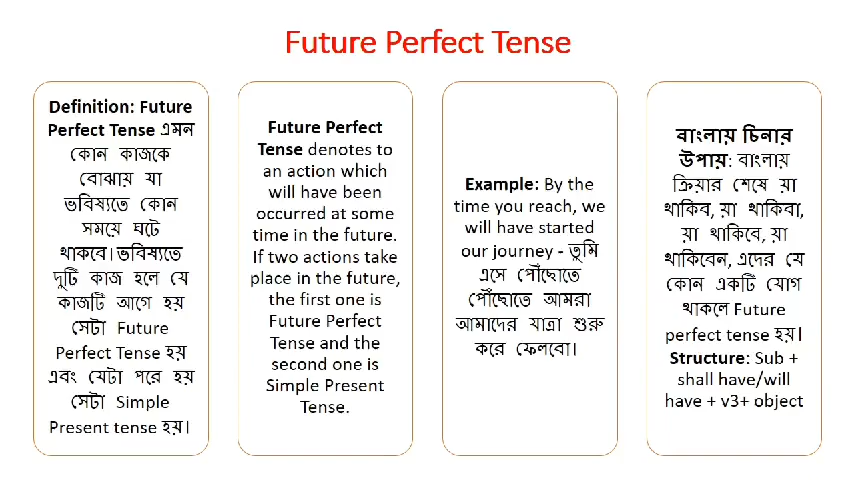 Future Perfect Tense
Definition: Future
Perfect Tense এমন
কোন কাজকে
বোঝায় যা
ভবিষ্যতে কোন
সময়ে ঘটে
থাকবে। ভবিষ্যতে
দুটি কাজ হলে যে
কাজটি আগে হয়
সেটা Future
Perfect Tense হয়
এবং যেটা পরে হয়
সেটা Simple
Present tense হয়।
Future Perfect
Tense denotes to
an action which
will have been
occurred at some
time in the future.
If two actions take
place in the future,
the first one is
Future Perfect
Tense and the
second one is
Simple Present
Tense.
Example: By the
time you reach, we
will have started
our journey - তুমি
এসে পৌঁছোতে
পৌঁছোতে আমরা
আমাদের যাত্রা শুরু
করে ফেলবো।
বাংলায় চিনার
উপায়: বাংলায়
ক্রিয়ার শেষে য়া
থাকিব, য়া থাকিবা,
য়া থাকিবে, য়া
থাকিবেন, এদের যে
কোন একটি যোগ
থাকলে Future
perfect tense হয়।
Structure: Sub +
shall have/will
have + v3+ object